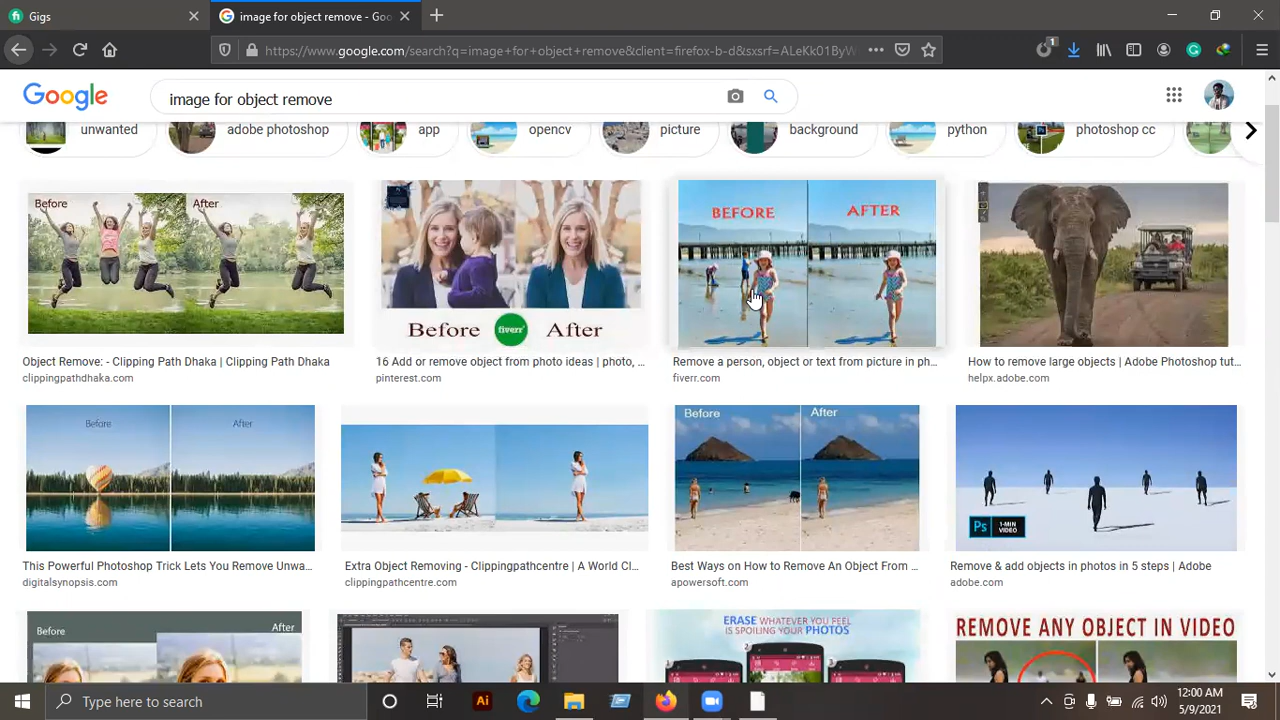 Gigs
image for object remove - Goo
https://www.google.com/search?q=image+for+object+remove&client=firefox-b-d&sxsrf=ALeKk01ByW
1
Google
image for object remove
unwanted
adobe photoshop
app
opencv
picture
background
python
photoshop cc
Before
After
Before
fiverr
After
BEFORE
AFTER
Object Remove: - Clipping Path Dhaka | Clipping Path Dhaka
clippingpathdhaka.com
16 Add or remove object from photo ideas | photo, ...
pinterest.com
Remove a person, object or text from picture in ph...
fiverr.com
How to remove large objects | Adobe Photoshop tut...
helpx.adobe.com
Before
After
Before
After
Ps
1-MIN
VIDEO
This Powerful Photoshop Trick Lets You Remove Unwa...
digitalsynopsis.com
Extra Object Removing - Clippingpathcentre | A World Cl...
clippingpathcentre.com
Best Ways on How to Remove An Object From ...
apowersoft.com
Remove & add objects in photos in 5 steps | Adobe
adobe.com
Before
After
ERASE WHATEVER YOU FEEL
IS SPOILING YOUR PHOTOS
REMOVE ANY OBJECT IN VIDEO
Type here to search
Ai
12:00 AM
5/9/2021